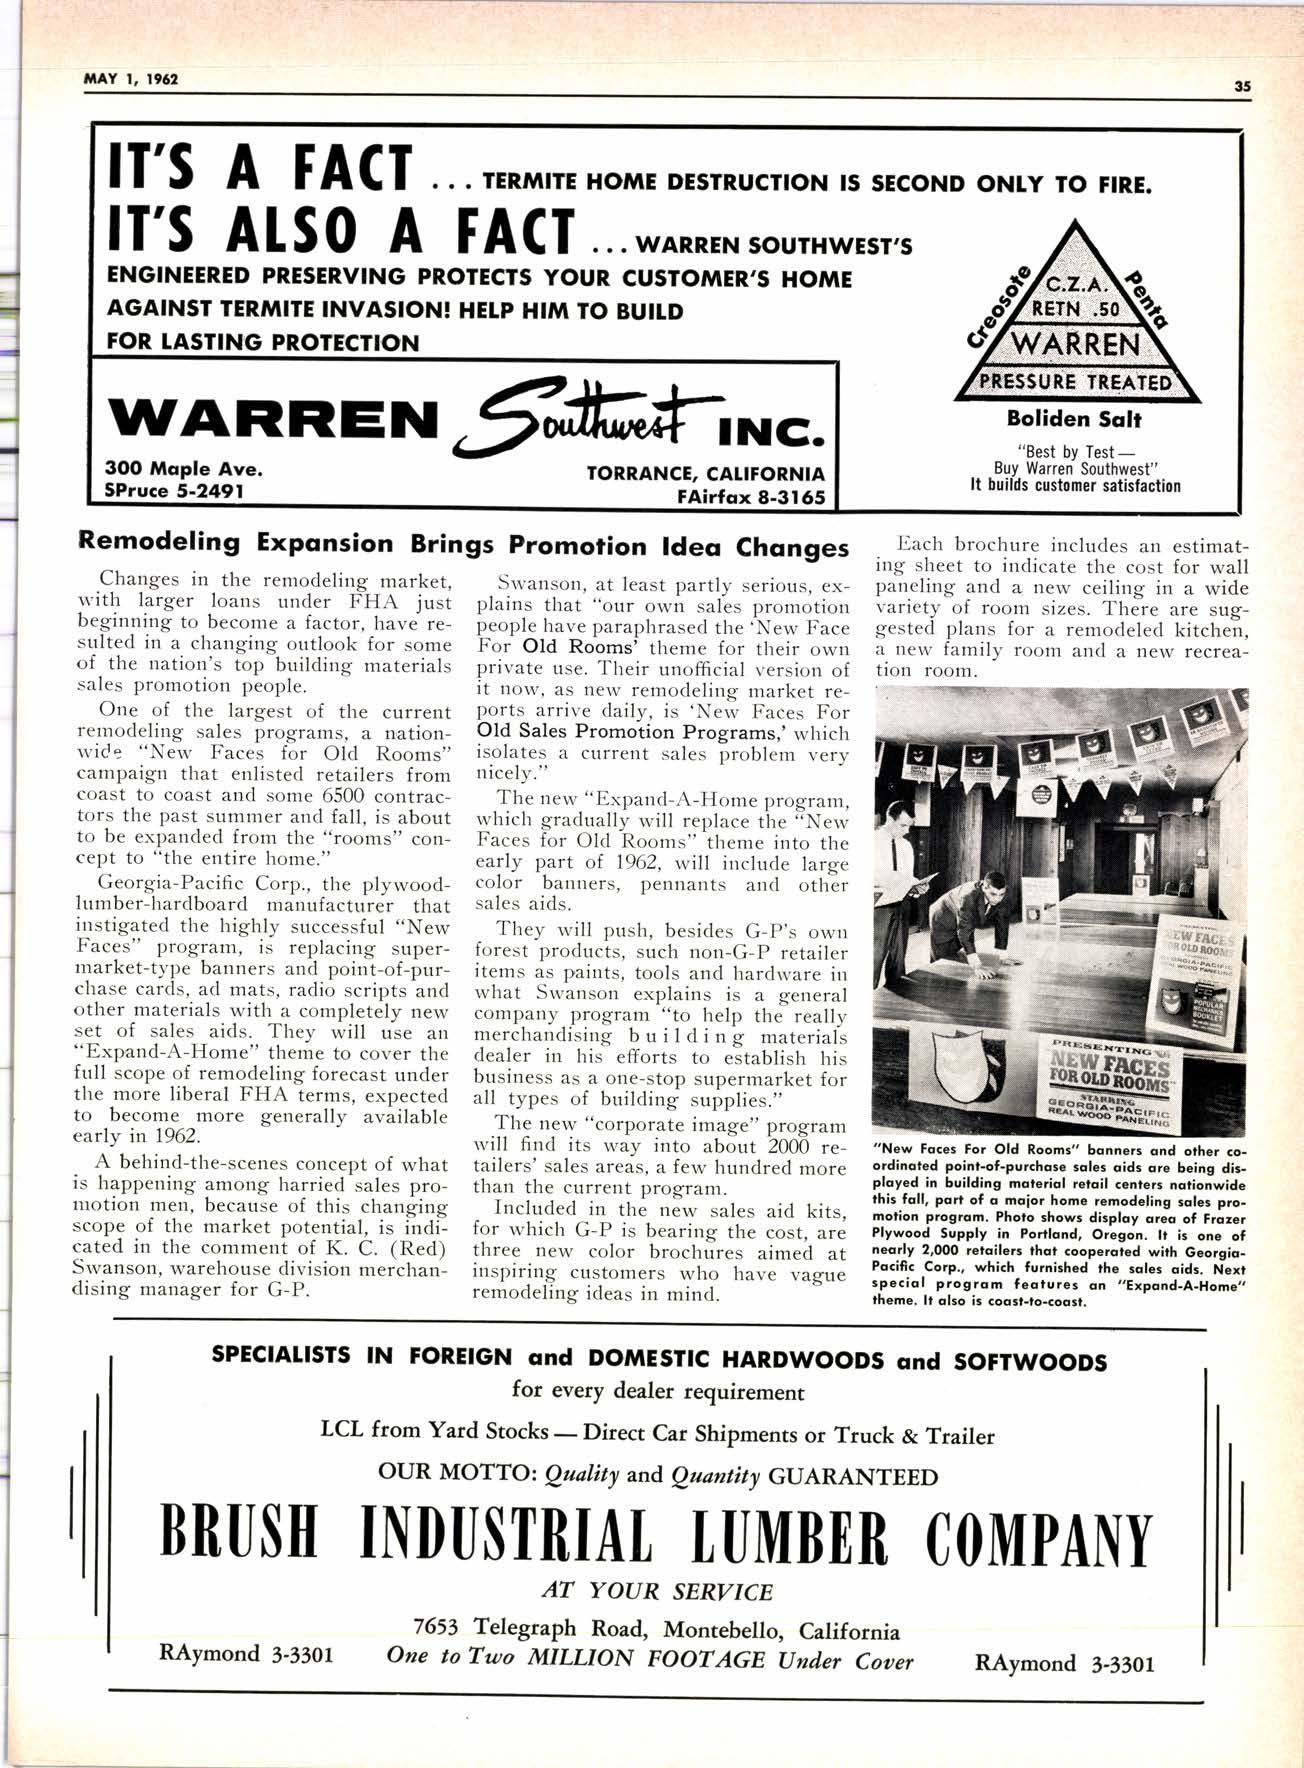 MAY 1, 1962
35
IT'S A FACT ... TERMITE HOME DESTRUCTION IS SECOND ONLY TO FIRE.
IT'S ALSO A FACT ... WARREN SOUTHWEST'S
ENGINEERED PRESERVING PROTECTS YOUR CUSTOMER'S HOME
AGAINST TERMITE INVASION! HELP HIM TO BUILD
FOR LASTING PROTECTION
WARREN Southwest INC.
300 Maple Ave.
TORRANCE, CALIFORNIA
SPruce 5-2491
FAirfax 8-3165
Creosote
Penta
C.Z.A.
RETN .50
WARREN
PRESSURE TREATED
Boliden Salt
"Best by Test—
Buy Warren Southwest"
It builds customer satisfaction
Remodeling Expansion Brings Promotion Idea Changes
Changes in the remodeling market,
with larger loans under FHA just
beginning to become a factor, have re-
sulted in a changing outlook for some
of the nation's top building materials
sales promotion people.
One of the largest of the current
remodeling sales programs, a nation-
wide "New Faces for Old Rooms"
campaign that enlisted retailers from
coast to coast and some 6500 contrac-
tors the past summer and fall, is about
to be expanded from the "rooms" con-
cept to "the entire home."
Georgia-Pacific Corp., the plywood-
lumber-hardboard manufacturer that
instigated the highly successful "New
Faces" program, is replacing super-
market-type banners and point-of-pur-
chase cards, ad mats, radio scripts and
other materials with a completely new
set of sales aids. They will use an
"Expand-A-Home" theme to cover the
full scope of remodeling forecast under
the more liberal FHA terms, expected
to become more generally available
early in 1962.
A behind-the-scenes concept of what
is happening among harried sales pro-
motion men, because of this changing
scope of the market potential, is indi-
cated in the comment of K. C. (Red)
Swanson, warehouse division merchan-
dising manager for G-P.
Swanson, at least partly serious, ex-
plains that "our own sales promotion
people have paraphrased the 'New Face
For Old Rooms' theme for their own
private use. Their unofficial version of
it now, as new remodeling market re-
ports arrive daily, is 'New Faces For
Old Sales Promotion Programs,' which
isolates a current sales problem very
nicely."
The new "Expand-A-Home program,
which gradually will replace the "New
Faces for Old Rooms" theme into the
early part of 1962, will include large
color banners, pennants and other
sales aids.
They will push, besides G-P's own
forest products, such non-G-P retailer
items as paints, tools and hardware in
what Swanson explains is a general
company program "to help the really
merchandising building materials
dealer in his efforts to establish his
business as a one-stop supermarket for
all types of building supplies."
The new "corporate image" program
will find its way into about 2000 re-
tailers' sales areas, a few hundred more
than the current program.
Included in the new sales aid kits,
for which G-P is bearing the cost, are
three new color brochures aimed at
inspiring customers who have vague
remodeling ideas in mind.
Each brochure includes an estimat-
ing sheet to indicate the cost for wall
paneling and a new ceiling in a wide
variety of room sizes. There are sug-
gested plans for a remodeled kitchen,
a new family room and a new recrea-
tion room.
NEW FACES
FOR OLD ROOMS
GEORGIA-PACIFIC
REAL WOOD PANELING
POPULAR
MECHANICS
BOOKLET
PRESENTING
NEW FACES
FOR OLD ROOMS"
STARRING
GEORGIA-PACIFIC
REAL WOOD PANELING
"New Faces For Old Rooms" banners and other co-
ordinated point-of-purchase sales aids are being dis-
played in building material retail centers nationwide
this fall, part of a major home remodeling sales pro-
motion program. Photo shows display area of Frazer
Plywood Supply in Portland, Oregon. It is one of
nearly 2,000 retailers that cooperated with Georgia-
Pacific Corp., which furnished the sales aids. Next
special program features an "Expand-A-Home"
theme. It also is coast-to-coast.
SPECIALISTS IN FOREIGN and DOMESTIC HARDWOODS and SOFTWOODS
for every dealer requirement
LCL from Yard Stocks — Direct Car Shipments or Truck & Trailer
OUR MOTTO: Quality and Quantity GUARANTEED
BRUSH INDUSTRIAL LUMBER COMPANY
AT YOUR SERVICE
7653 Telegraph Road, Montebello, California
RAymond 3-3301 One to Two MILLION FOOTAGE Under Cover RAymond 3-3301